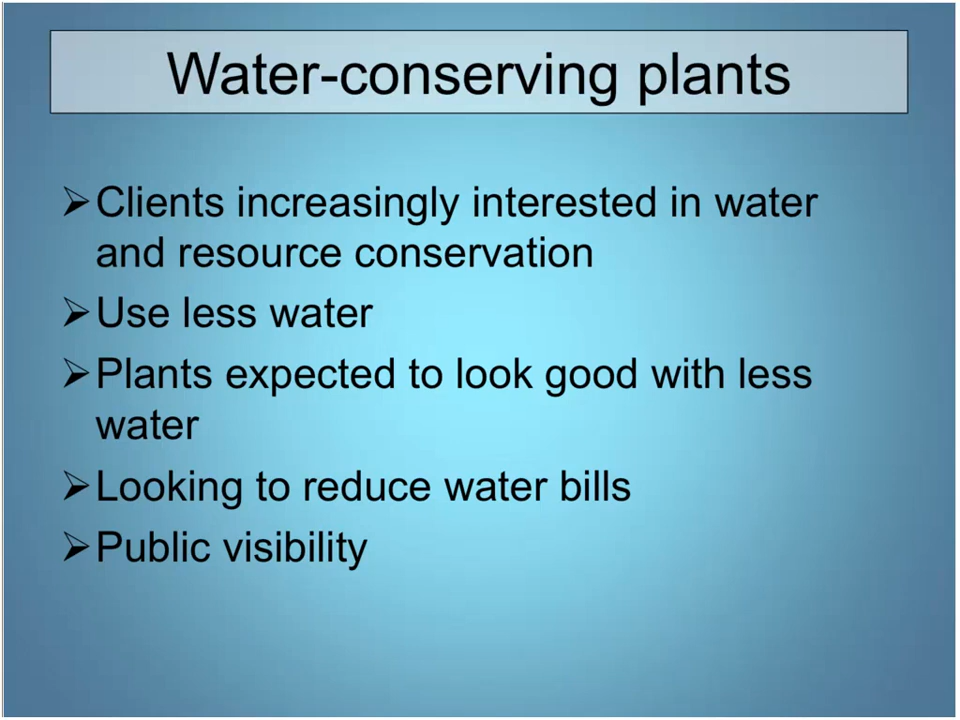 Water-conserving plants
➢Clients increasingly interested in water
and resource conservation
➢Use less water
➢Plants expected to look good with less
water
➢Looking to reduce water bills
➢Public visibility